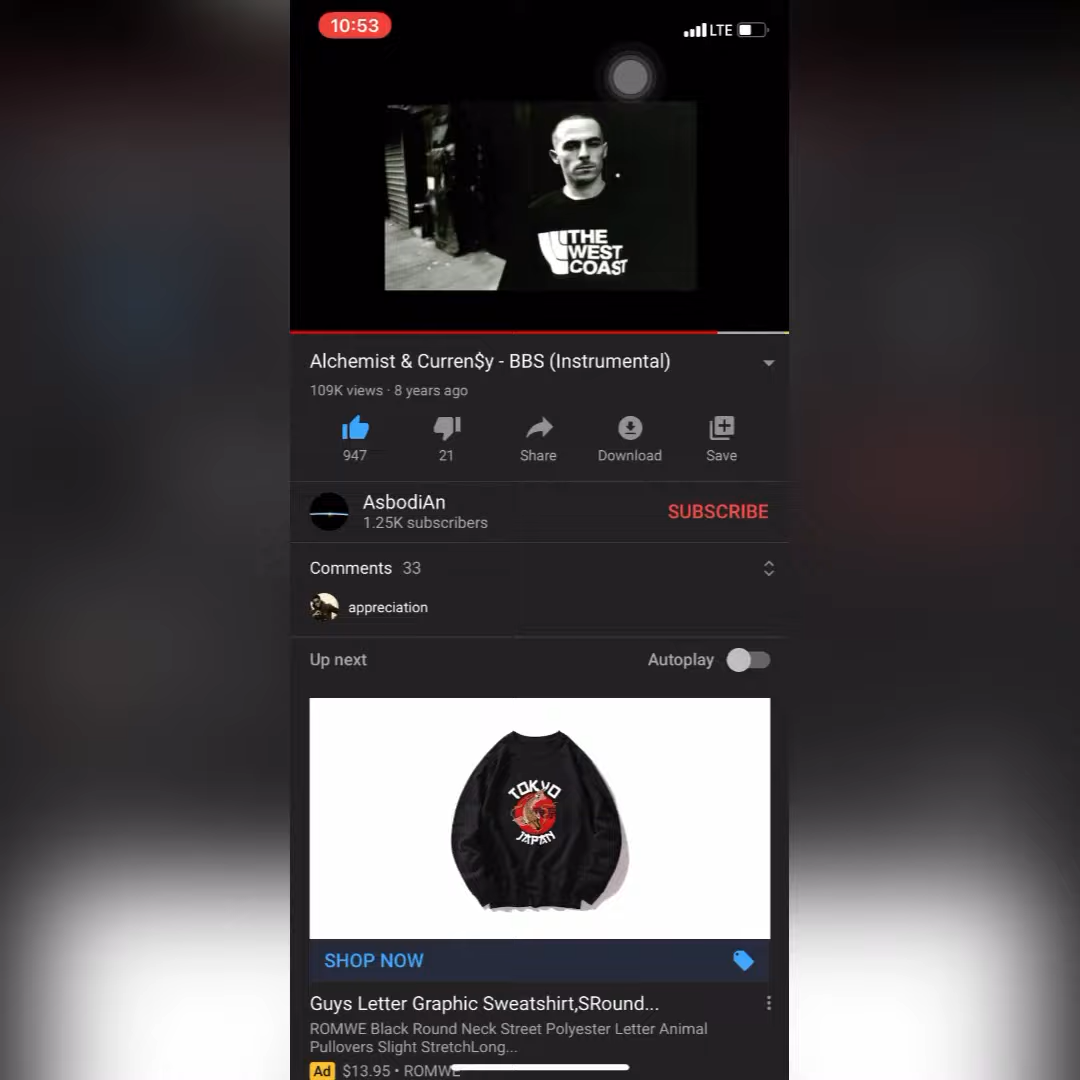 10:53
LTE
THE
WEST
COAST
Alchemist & Curren$y - BBS (Instrumental)
109K views · 8 years ago
947
21
Share
Download
Save
AsbodiAn
1.25K subscribers
SUBSCRIBE
Comments 33
appreciation
Up next
Autoplay
TOKYO
JAPAN
SHOP NOW
Guys Letter Graphic Sweatshirt,SRound...
ROMWE Black Round Neck Street Polyester Letter Animal
Pullovers Slight StretchLong...
Ad $13.95 • ROMWE